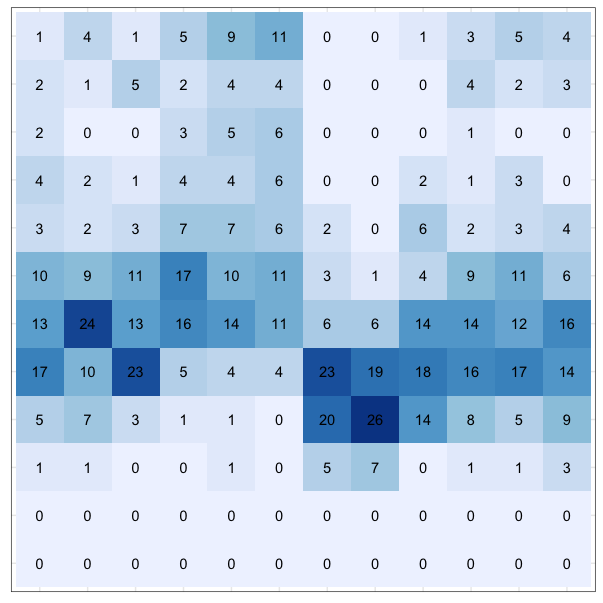 1 4 1 5 9 11 0 0 1 3 5 4
2 1 5 2 4 4 0 0 0 4 2 3
2 0 0 3 5 6 0 0 0 1 0 0
4 2 1 4 4 6 0 0 2 1 3 0
3 2 3 7 7 6 2 0 6 2 3 4
10 9 11 17 10 11 3 1 4 9 11 6
13 24 13 16 14 11 6 6 14 14 12 16
17 10 23 5 4 4 23 19 18 16 17 14
5 7 3 1 1 0 20 26 14 8 5 9
1 1 0 0 1 0 5 7 0 1 1 3
0 0 0 0 0 0 0 0 0 0 0 0
0 0 0 0 0 0 0 0 0 0 0 0